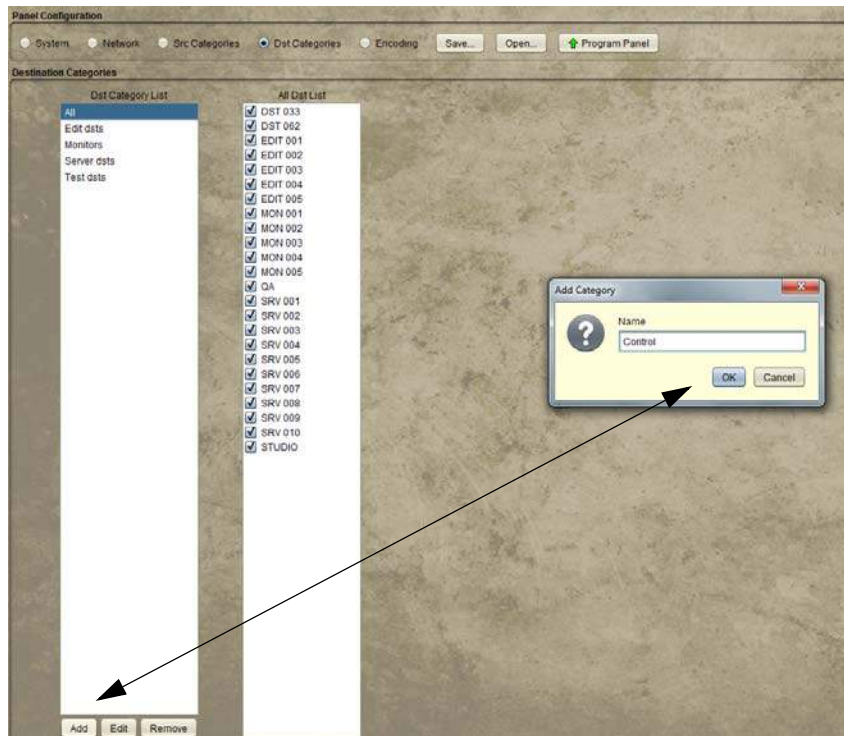 Panel Configuration
System Network Src Categories Dst Categories Encoding Save... Open... Program Panel
Destination Categories
Dst Category List
All
Edit dsts
Monitors
Server dsts
Test dsts
Add Edit Remove
All Dst List
DST 033
DST 062
EDIT 001
EDIT 002
EDIT 003
EDIT 004
EDIT 005
MON 001
MON 002
MON 003
MON 004
MON 005
QA
SRV 001
SRV 002
SRV 003
SRV 004
SRV 005
SRV 006
SRV 007
SRV 008
SRV 009
SRV 010
STUDIO
Add Category
Name
Control
OK Cancel